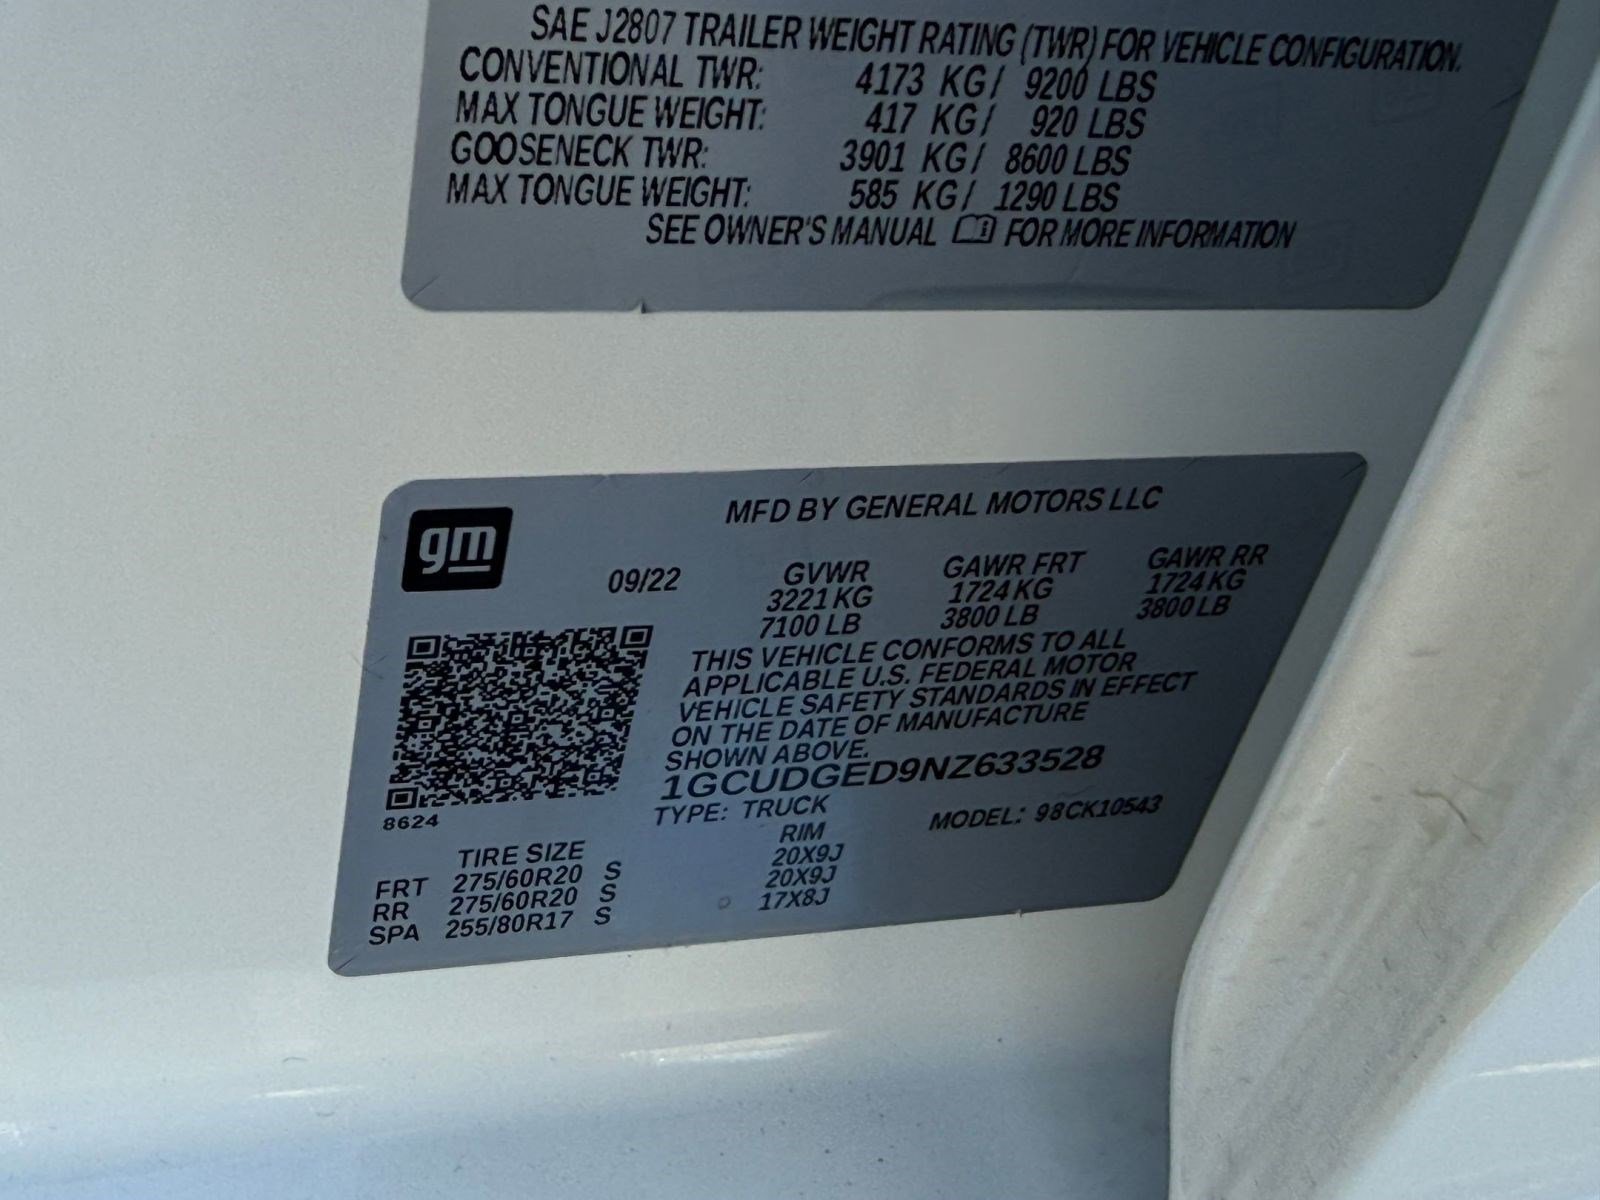 SAE J2807 TRAILER WEIGHT RATING (TWR) FOR VEHICLE CONFIGURATION.
CONVENTIONAL TWR: 4173 KG/ 9200 LBS
MAX TONGUE WEIGHT: 417 KG/ 920 LBS
GOOSENECK TWR: 3901 KG/ 8600 LBS
MAX TONGUE WEIGHT: 585 KG/ 1290 LBS
SEE OWNER'S MANUAL FOR MORE INFORMATION
gm
MFD BY GENERAL MOTORS LLC
09/22 GVWR GAWR FRT GAWR RR
3221 KG 1724 KG 1724 KG
7100 LB 3800 LB 3800 LB
THIS VEHICLE CONFORMS TO ALL
APPLICABLE U.S. FEDERAL MOTOR
VEHICLE SAFETY STANDARDS IN EFFECT
ON THE DATE OF MANUFACTURE
SHOWN ABOVE.
1GCUDGED9NZ633528
8624
TYPE: TRUCK MODEL: 98CK10543
TIRE SIZE RIM
FRT 275/60R20 S 20X9J
RR 275/60R20 S 20X9J
SPA 255/80R17 S 17X8J